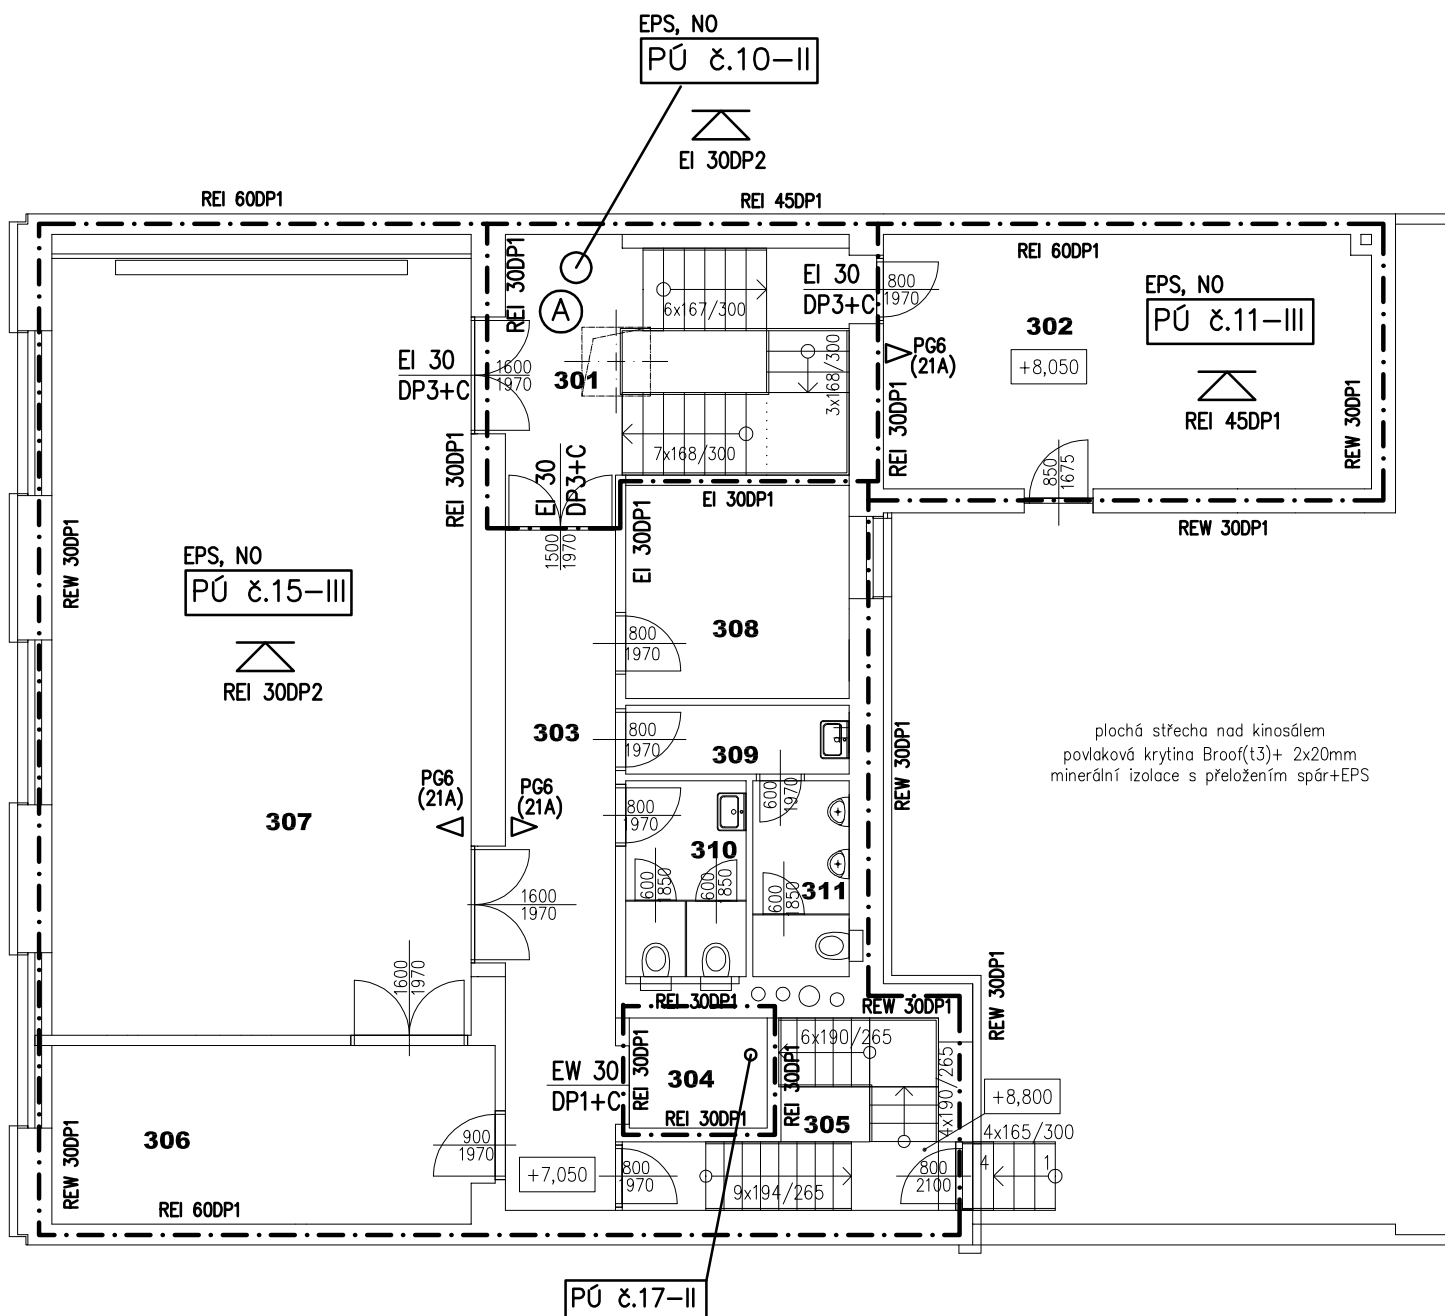 EPS, NO
PÚ č.10-II
EI 30DP2
REI 60DP1
REI 45DP1
REI 30DP1
A
6x167/300
EI 30
DP3+C
800
1970
REI 60DP1
EPS, NO
PÚ č.11-III
302
+8,050
PG6
(21A)
REI 45DP1
REW 30DP1
REI 30DP1
EI 30
DP3+C
1600
1970
301
3x168/300
7x168/300
REI 30DP1
EI 30
DP3+C
1500
1970
EI 30DP1
EI 30DP1
850
1675
REW 30DP1
REW 30DP1
EPS, NO
PÚ č.15-III
REI 30DP2
308
800
1970
303
800
1970
309
REW 30DP1
plochá střecha nad kinosálem
povlaková krytina Broof(t3)+ 2x20mm
minerální izolace s přeložením spár+EPS
PG6
(21A)
PG6
(21A)
307
800
1970
600
1970
310
600
1850
600
1850
311
600
1850
1600
1970
1600
1970
REI 30DP1
REW 30DP1
REW 30DP1
6x190/265
EW 30
DP1+C
REI 30DP1
304
REI 30DP1
REI 30DP1
305
4x190/265
+8,800
4x165/300
306
REW 30DP1
900
1970
+7,050
800
1970
9x194/265
800
2100
4
1
REI 60DP1
PÚ č.17-II